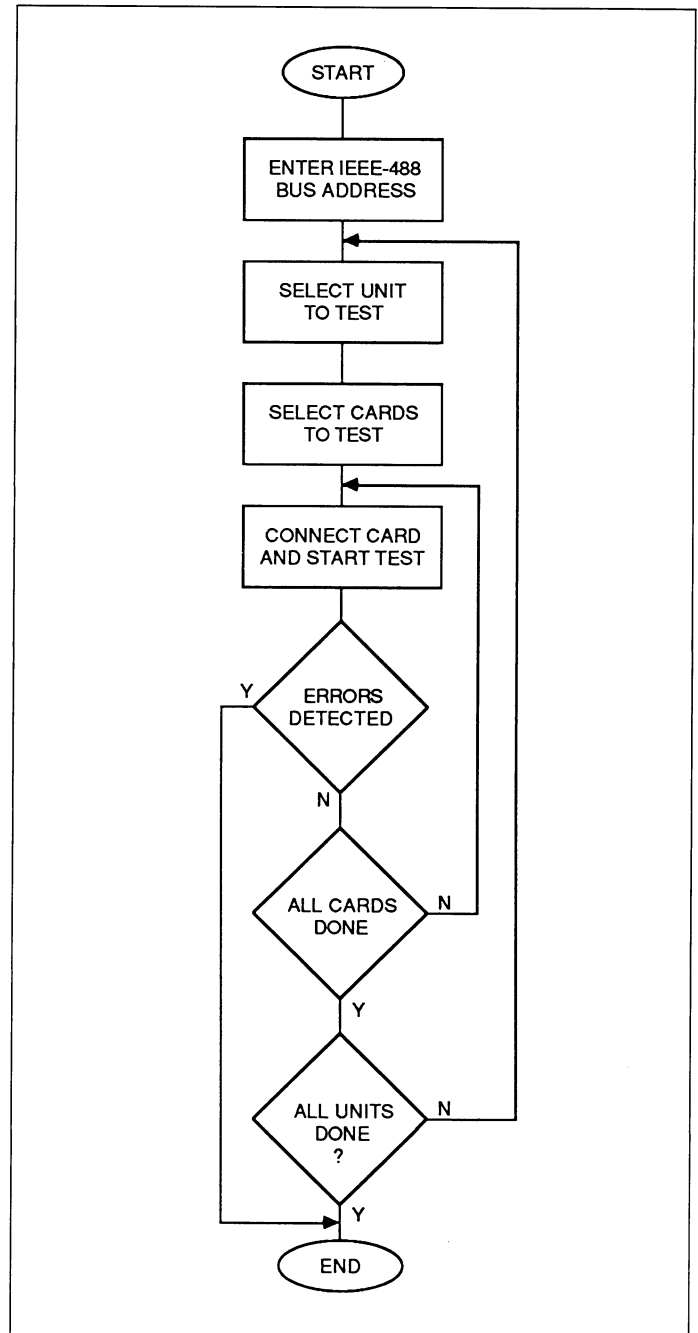 START
ENTER IEEE-488
BUS ADDRESS
SELECT UNIT
TO TEST
SELECT CARDS
TO TEST
CONNECT CARD
AND START TEST
Y
ERRORS
DETECTED
N
ALL CARDS
DONE
N
Y
ALL UNITS
DONE
?
N
Y
END